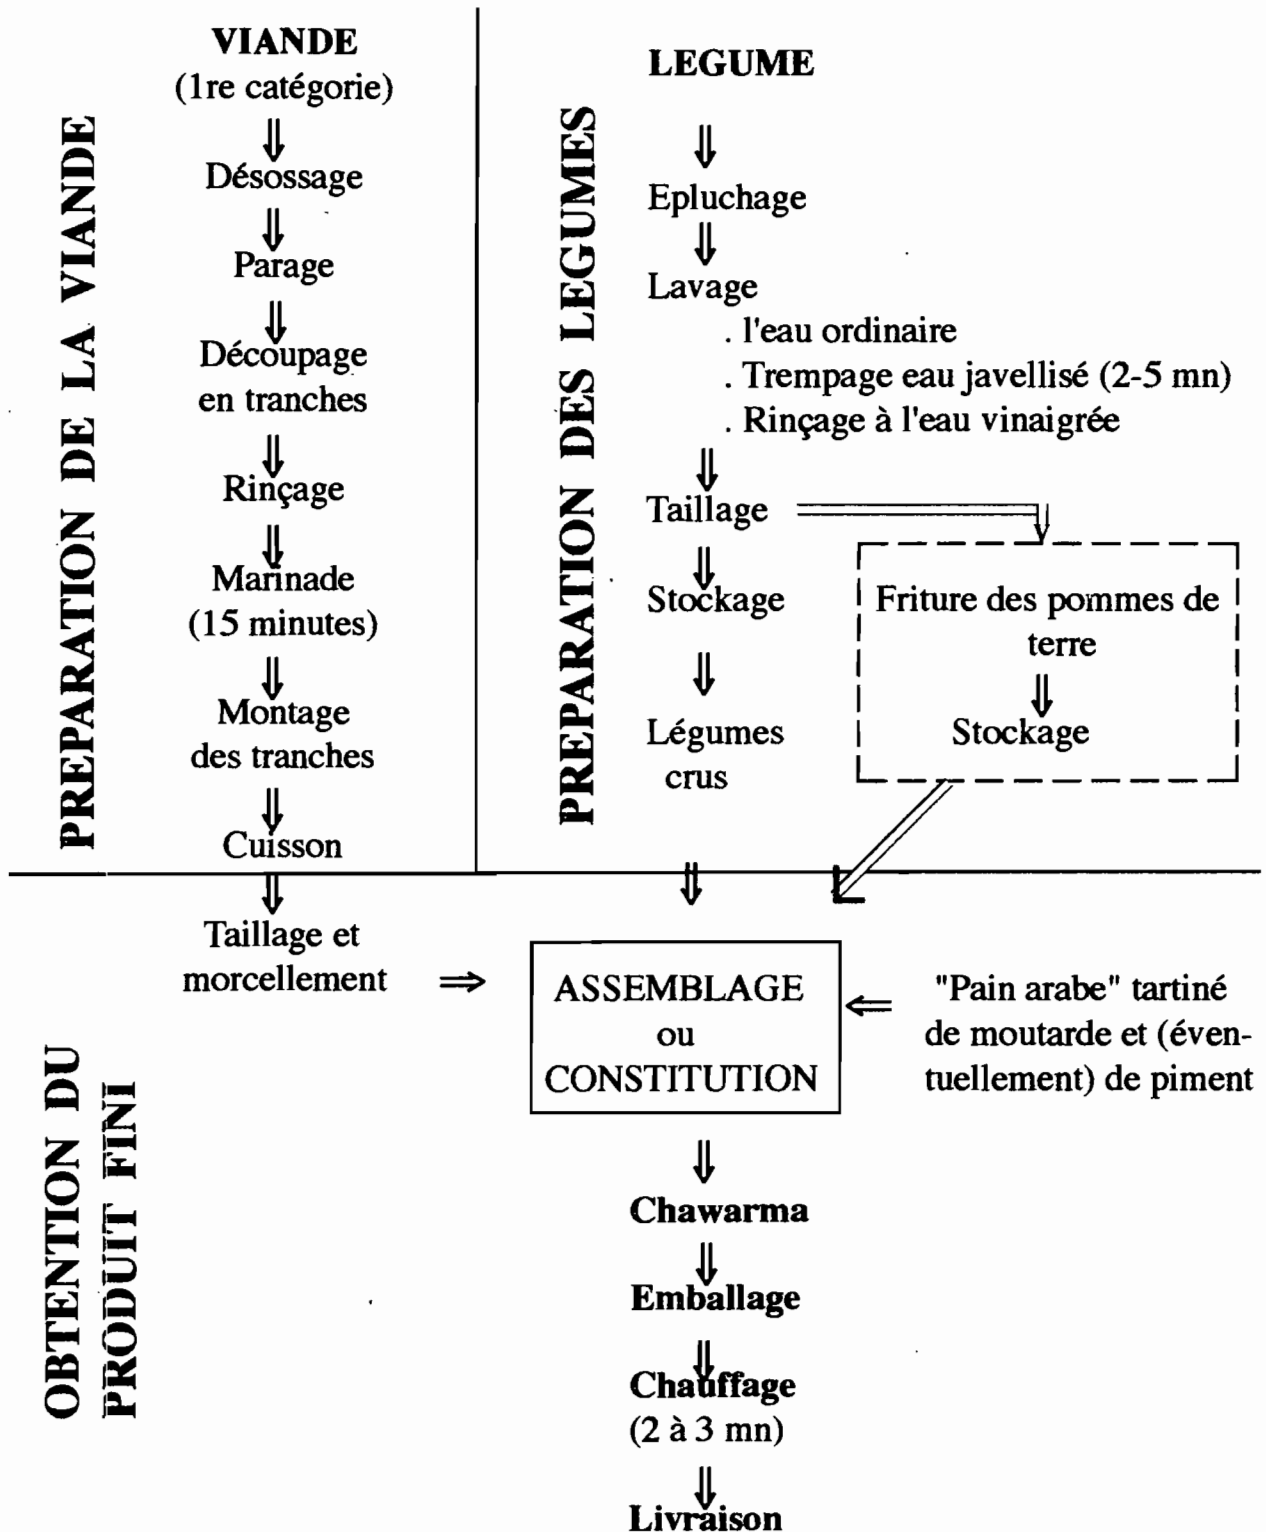 PREPARATION DE LA VIANDE
VIANDE
(1re catégorie)
Désossage
Parage
Découpage
en tranches
Rinçage
Marinade
(15 minutes)
Montage
des tranches
Cuisson
PREPARATION DES LEGUMES
LEGUME
Epluchage
Lavage
. l'eau ordinaire
. Trempage eau javellisé (2-5 mn)
. Rinçage à l'eau vinaigrée
Taillage
Stockage
Légumes
crus
Friture des pommes de
terre
Stockage
OBTENTION DU
PRODUIT FINI
Taillage et
morcellement
ASSEMBLAGE
ou
CONSTITUTION
"Pain arabe" tartiné
de moutarde et (éven-
tuellement) de piment
Chawarma
Emballage
Chauffage
(2 à 3 mn)
Livraison